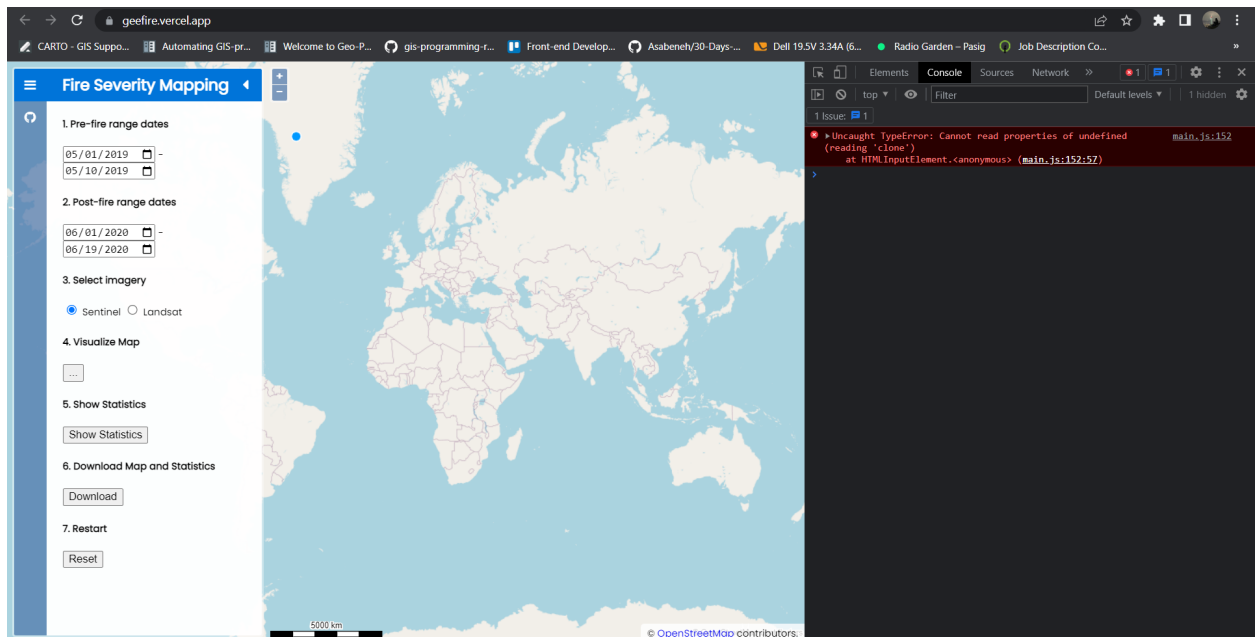 geefire.vercel.app
CARTO - GIS Suppo... Automating GIS-pr... Welcome to Geo-P... gis-programming-r... Front-end Develop... Asabeneh/30-Days-... Dell 19.5V 3.34A (6... Radio Garden – Pasig Job Description Co... »
Fire Severity Mapping
1. Pre-fire range dates
05/01/2019 -
05/10/2019
2. Post-fire range dates
06/01/2020 -
06/19/2020
3. Select imagery
Sentinel Landsat
4. Visualize Map
...
5. Show Statistics
Show Statistics
6. Download Map and Statistics
Download
7. Restart
Reset
+
−
5000 km
© OpenStreetMap contributors.
Elements Console Sources Network » 1 1
top Filter Default levels 1 hidden
1 Issue: 1
Uncaught TypeError: Cannot read properties of undefined main.js:152
(reading 'clone')
at HTMLInputElement.<anonymous> (main.js:152:57)